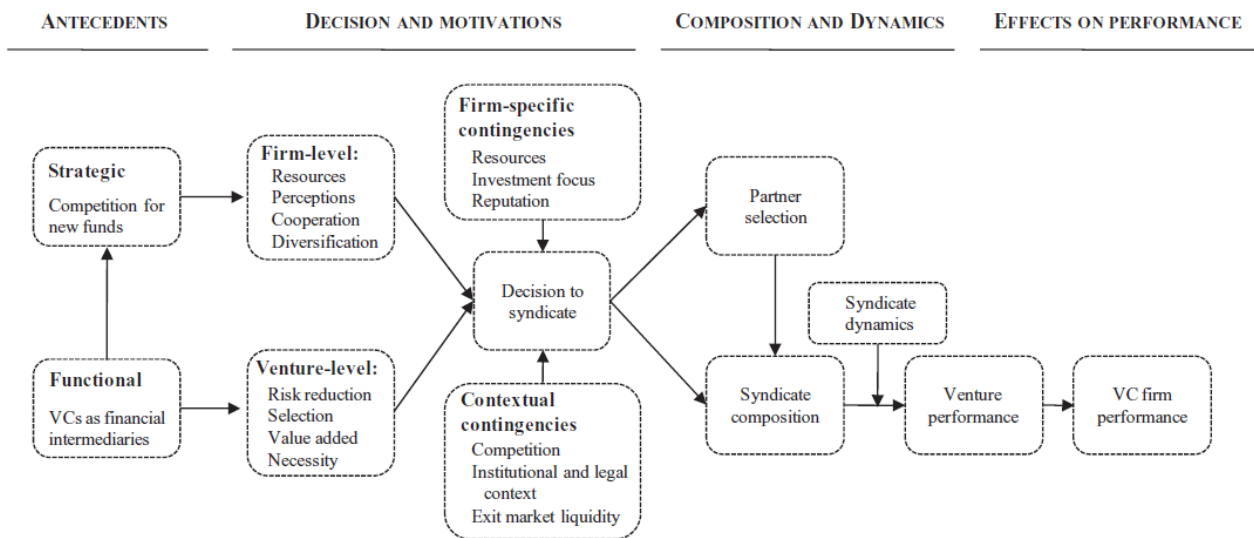 ANTECEDENTS
DECISION AND MOTIVATIONS
COMPOSITION AND DYNAMICS
EFFECTS ON PERFORMANCE
Strategic
Competition for
new funds
Functional
VCs as financial
intermediaries
Firm-level:
Resources
Perceptions
Cooperation
Diversification
Venture-level:
Risk reduction
Selection
Value added
Necessity
Firm-specific
contingencies
Resources
Investment focus
Reputation
Decision to
syndicate
Contextual
contingencies
Competition
Institutional and legal
context
Exit market liquidity
Partner
selection
Syndicate
composition
Syndicate
dynamics
Venture
performance
VC firm
performance